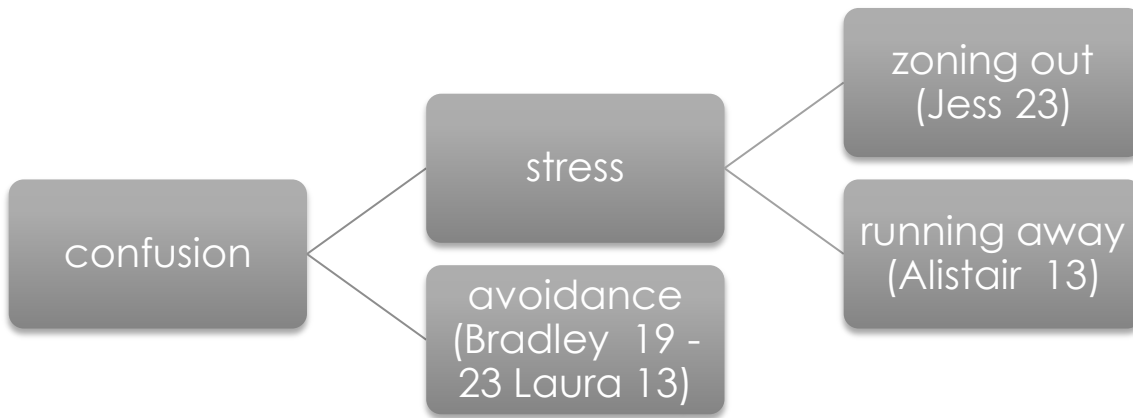 confusion
stress
avoidance
(Bradley 19 -
23 Laura 13)
zoning out
(Jess 23)
running away
(Alistair 13)